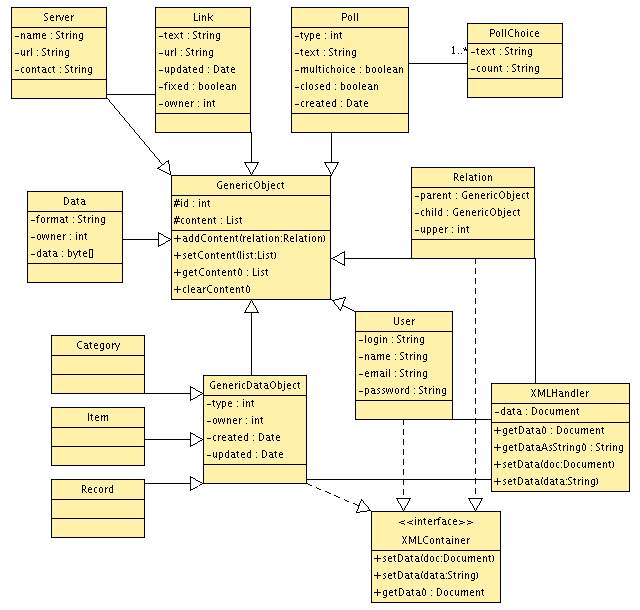 Server
-name : String
-url : String
-contact : String
Link
-text : String
-url : String
-updated : Date
-fixed : boolean
-owner : int
Poll
-type : int
-text : String
-multichoice : boolean
-closed : boolean
-created : Date
1..*
PollChoice
-text : String
-count : String
GenericObject
#id : int
#content : List
+addContent(relation:Relation)
+setContent(list:List)
+getContent() : List
+clearContent()
Relation
-parent : GenericObject
-child : GenericObject
-upper : int
Data
-format : String
-owner : int
-data : byte[]
User
-login : String
-name : String
-email : String
-password : String
Category
Item
Record
GenericDataObject
-type : int
-owner : int
-created : Date
-updated : Date
XMLHandler
-data : Document
+getData() : Document
+getDataAsString() : String
+setData(doc:Document)
+setData(data:String)
<<interface>>
XMLContainer
+setData(doc:Document)
+setData(data:String)
+getData() : Document